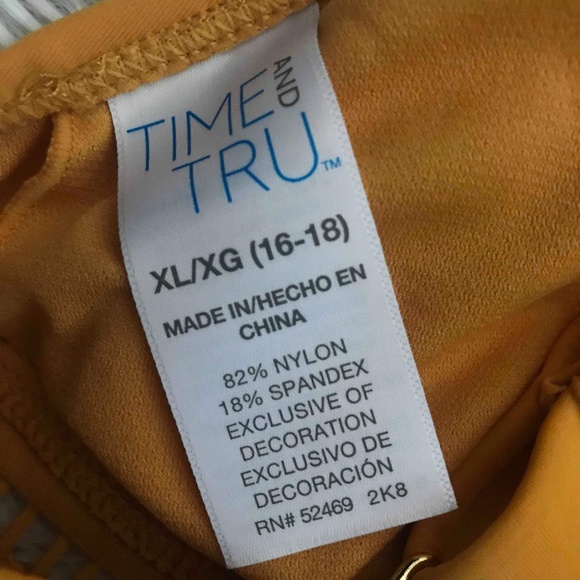 TIME AND
TRU™
XL/XG (16-18)
MADE IN/HECHO EN
CHINA
82% NYLON
18% SPANDEX
EXCLUSIVE OF
DECORATION
EXCLUSIVO DE
DECORACIÓN
RN# 52469 2K8